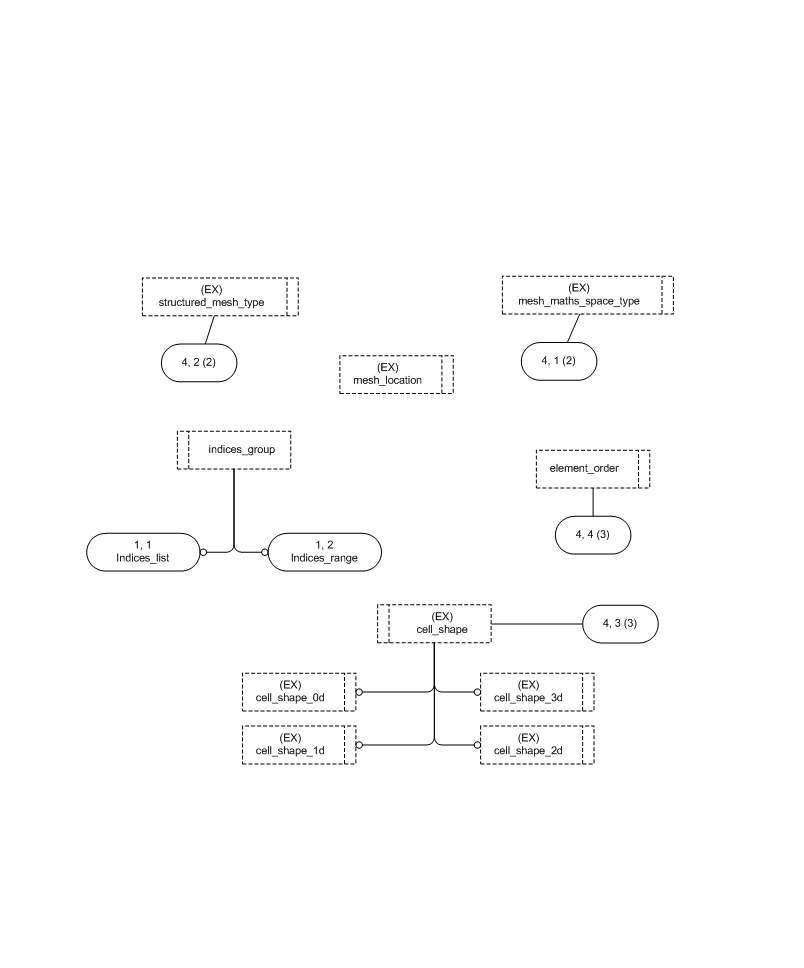 (EX)
structured_mesh_type
(EX)
mesh_maths_space_type
4, 2 (2)
4, 1 (2)
(EX)
mesh_location
indices_group
element_order
1, 1
Indices_list
1, 2
Indices_range
4, 4 (3)
(EX)
cell_shape
4, 3 (3)
(EX)
cell_shape_0d
(EX)
cell_shape_3d
(EX)
cell_shape_1d
(EX)
cell_shape_2d